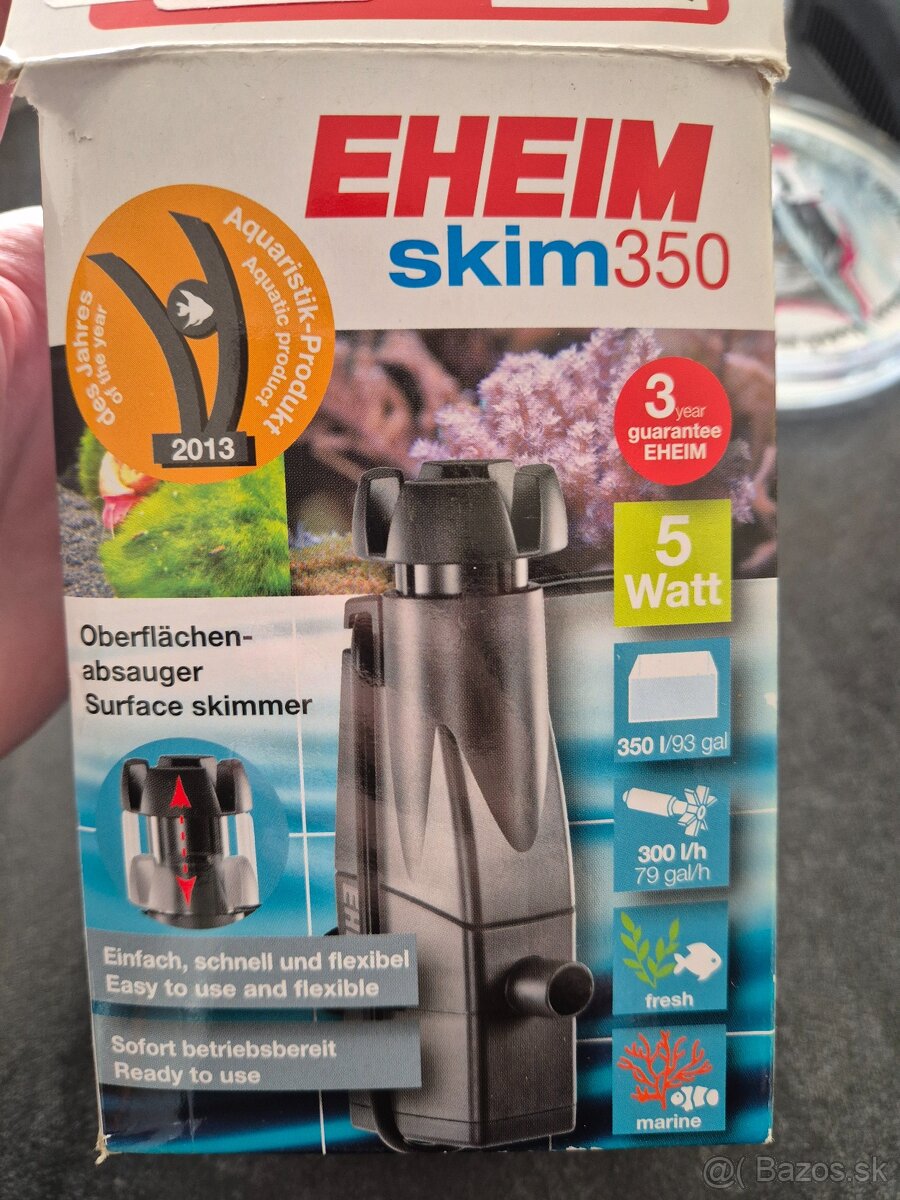 EHEIM
skim350
Aquaristik-Produkt
des Jahres
Aquatic product
of the year
2013
3 year
guarantee
EHEIM
5
Watt
Oberflächen-
absauger
Surface skimmer
350 l/93 gal
300 l/h
79 gal/h
Einfach, schnell und flexibel
Easy to use and flexible
fresh
Sofort betriebsbereit
Ready to use
marine
@( Bazos.sk